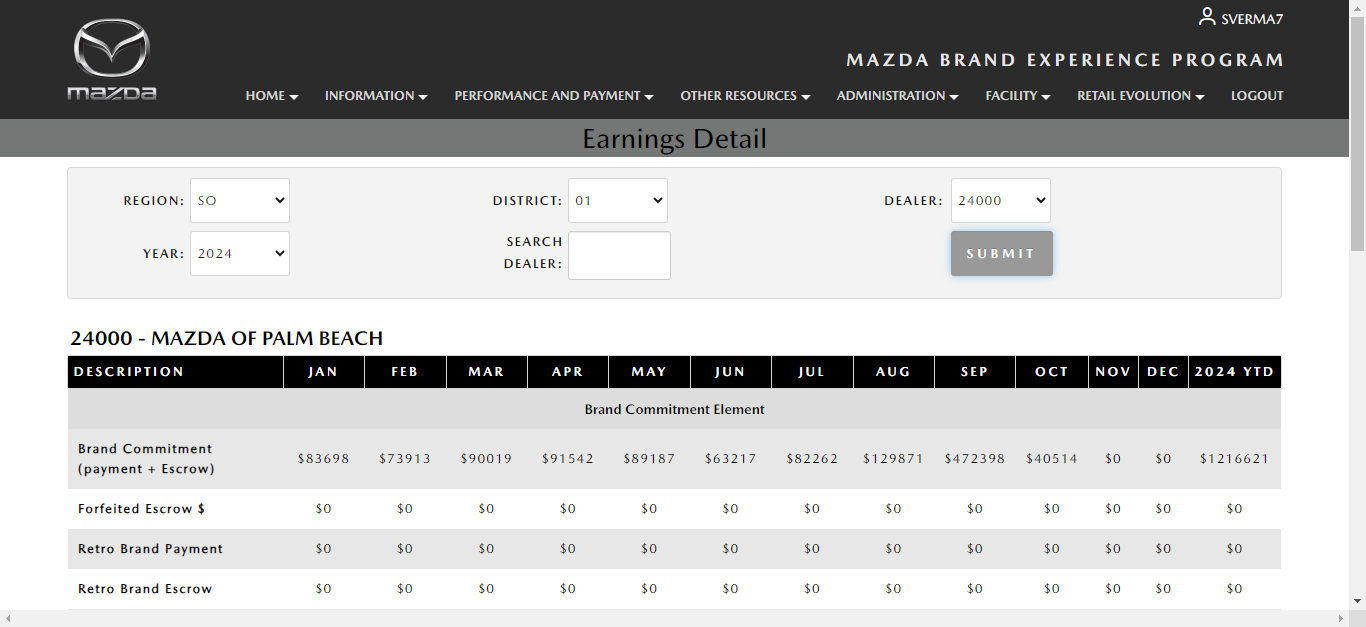 SVERMA7
MAZDA BRAND EXPERIENCE PROGRAM
mazda
HOME INFORMATION PERFORMANCE AND PAYMENT OTHER RESOURCES ADMINISTRATION FACILITY RETAIL EVOLUTION LOGOUT
Earnings Detail
REGION: SO DISTRICT: 01 DEALER: 24000
YEAR: 2024 SEARCH DEALER: SUBMIT
24000 - MAZDA OF PALM BEACH
DESCRIPTION JAN FEB MAR APR MAY JUN JUL AUG SEP OCT NOV DEC 2024 YTD
Brand Commitment Element
Brand Commitment
(payment + Escrow) $83698 $73913 $90019 $91542 $89187 $63217 $82262 $129871 $472398 $40514 $0 $0 $1216621
Forfeited Escrow $ $0 $0 $0 $0 $0 $0 $0 $0 $0 $0 $0 $0 $0
Retro Brand Payment $0 $0 $0 $0 $0 $0 $0 $0 $0 $0 $0 $0 $0
Retro Brand Escrow $0 $0 $0 $0 $0 $0 $0 $0 $0 $0 $0 $0 $0